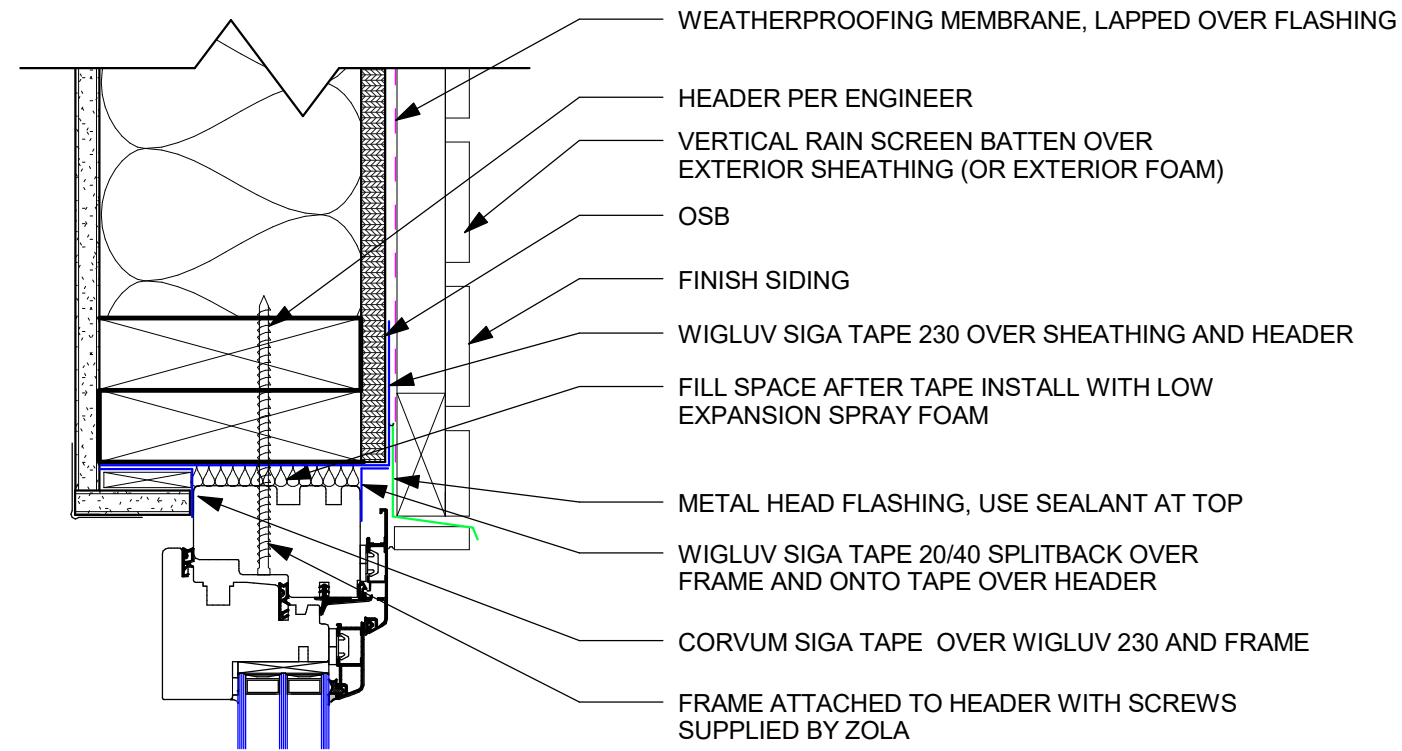 WEATHERPROOFING MEMBRANE, LAPPED OVER FLASHING
HEADER PER ENGINEER
VERTICAL RAIN SCREEN BATTEN OVER
EXTERIOR SHEATHING (OR EXTERIOR FOAM)
OSB
FINISH SIDING
WIGLUV SIGA TAPE 230 OVER SHEATHING AND HEADER
FILL SPACE AFTER TAPE INSTALL WITH LOW
EXPANSION SPRAY FOAM
METAL HEAD FLASHING, USE SEALANT AT TOP
WIGLUV SIGA TAPE 20/40 SPLITBACK OVER
FRAME AND ONTO TAPE OVER HEADER
CORVUM SIGA TAPE  OVER WIGLUV 230 AND FRAME
FRAME ATTACHED TO HEADER WITH SCREWS
SUPPLIED BY ZOLA